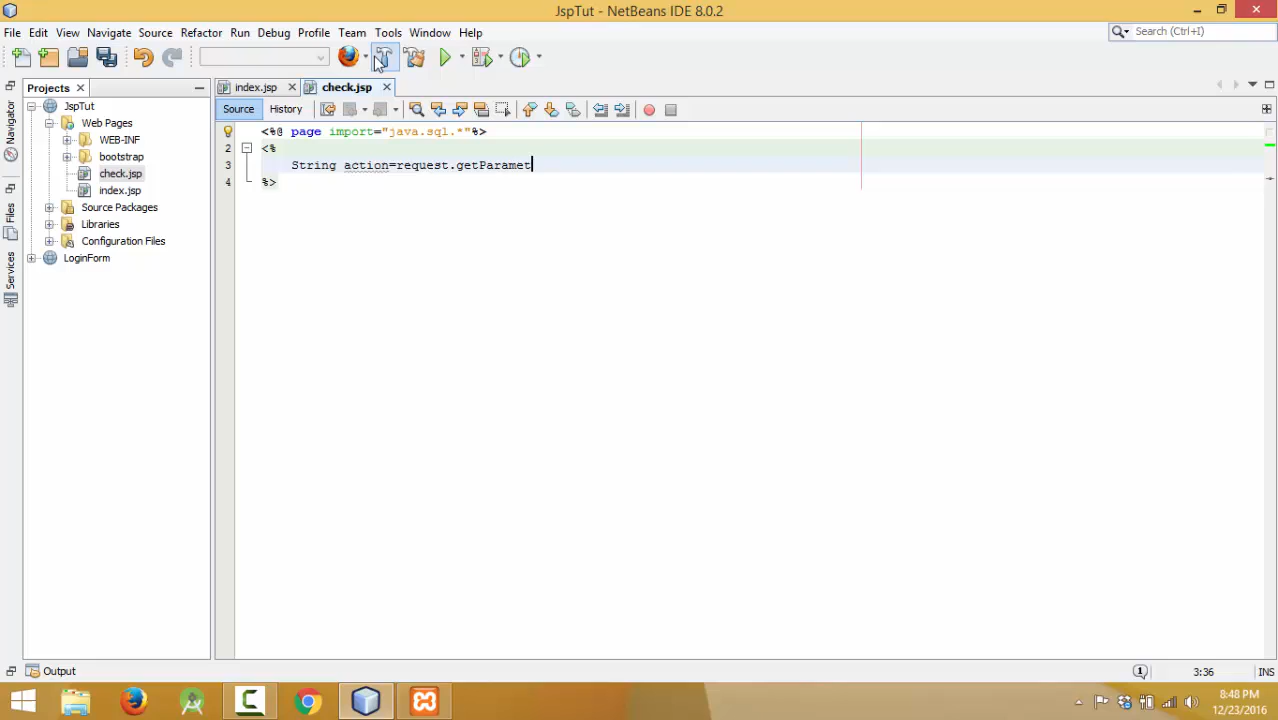 JspTut - NetBeans IDE 8.0.2
File Edit View Navigate Source Refactor Run Debug Profile Team Tools Window Help
Search (Ctrl+I)
Projects
index.jsp
check.jsp
Navigator
Files
Services
JspTut
Web Pages
WEB-INF
bootstrap
check.jsp
index.jsp
Source Packages
Libraries
Configuration Files
LoginForm
Source History
<%@ page import="java.sql.*"%>
2 <%
3 String action=request.getParamet
4 %>
Output
1
3:36
INS
8:48 PM
12/23/2016